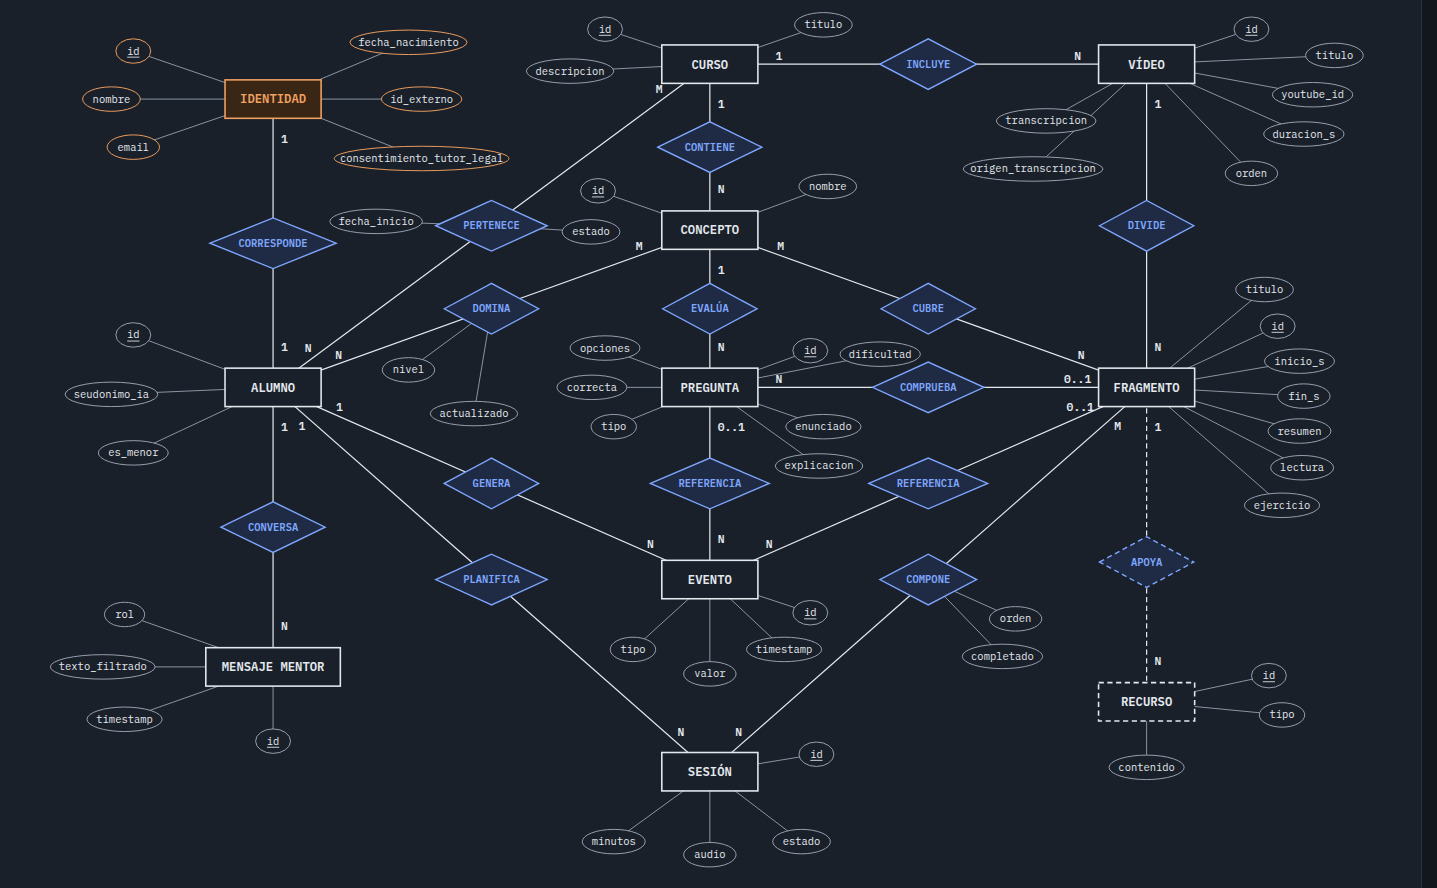 id
titulo
id
fecha_nacimiento
id
titulo
CURSO
1
INCLUYE
N
VÍDEO
descripcion
M
1
nombre
IDENTIDAD
id_externo
youtube_id
transcripcion
duracion_s
1
1
email
CONTIENE
consentimiento_tutor_legal
origen_transcripcion
orden
id
N
nombre
fecha_inicio
PERTENECE
estado
CONCEPTO
DIVIDE
CORRESPONDE
M
M
1
titulo
DOMINA
EVALÚA
CUBRE
id
id
1
N
N
opciones
N
id
dificultad
N
N
inicio_s
nivel
N
0..1
seudonimo_ia
ALUMNO
correcta
PREGUNTA
COMPRUEBA
FRAGMENTO
fin_s
1
actualizado
0..1
1
1
tipo
0..1
enunciado
M
1
resumen
es_menor
explicacion
lectura
GENERA
REFERENCIA
REFERENCIA
ejercicio
CONVERSA
N
N
N
APOYA
PLANIFICA
EVENTO
COMPONE
rol
N
id
orden
tipo
timestamp
completado
texto_filtrado
MENSAJE MENTOR
valor
N
id
timestamp
RECURSO
tipo
id
N
N
id
contenido
SESIÓN
minutos
audio
estado